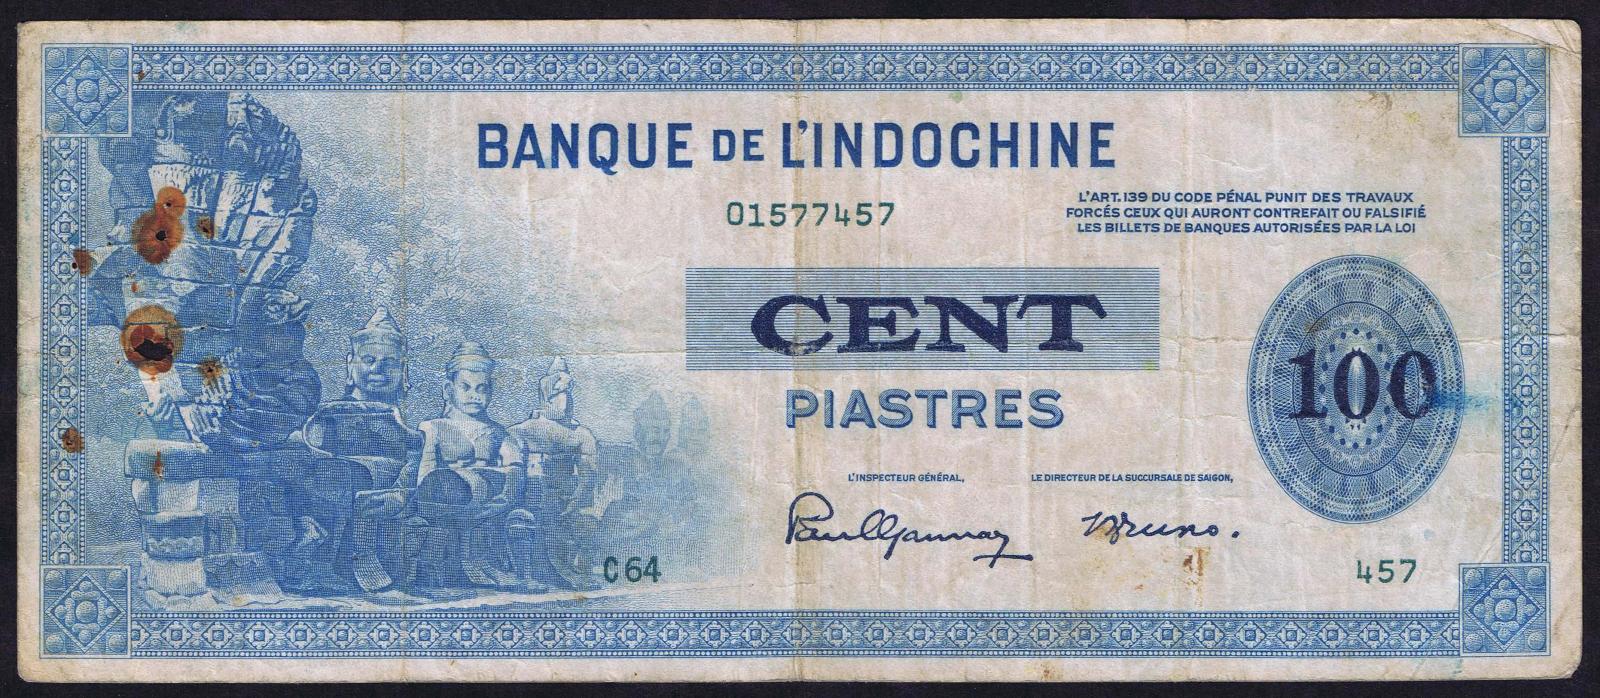 BANQUE DE L'INDOCHINE
01577457
L'ART.139 DU CODE PÉNAL PUNIT DES TRAVAUX
FORCÉS CEUX QUI AURONT CONTREFAIT OU FALSIFIÉ
LES BILLETS DE BANQUES AUTORISÉES PAR LA LOI
CENT
100
PIASTRES
L'INSPECTEUR GÉNÉRAL,
LE DIRECTEUR DE LA SUCCURSALE DE SAIGON,
Paul Gannay
Bruno.
C64
457